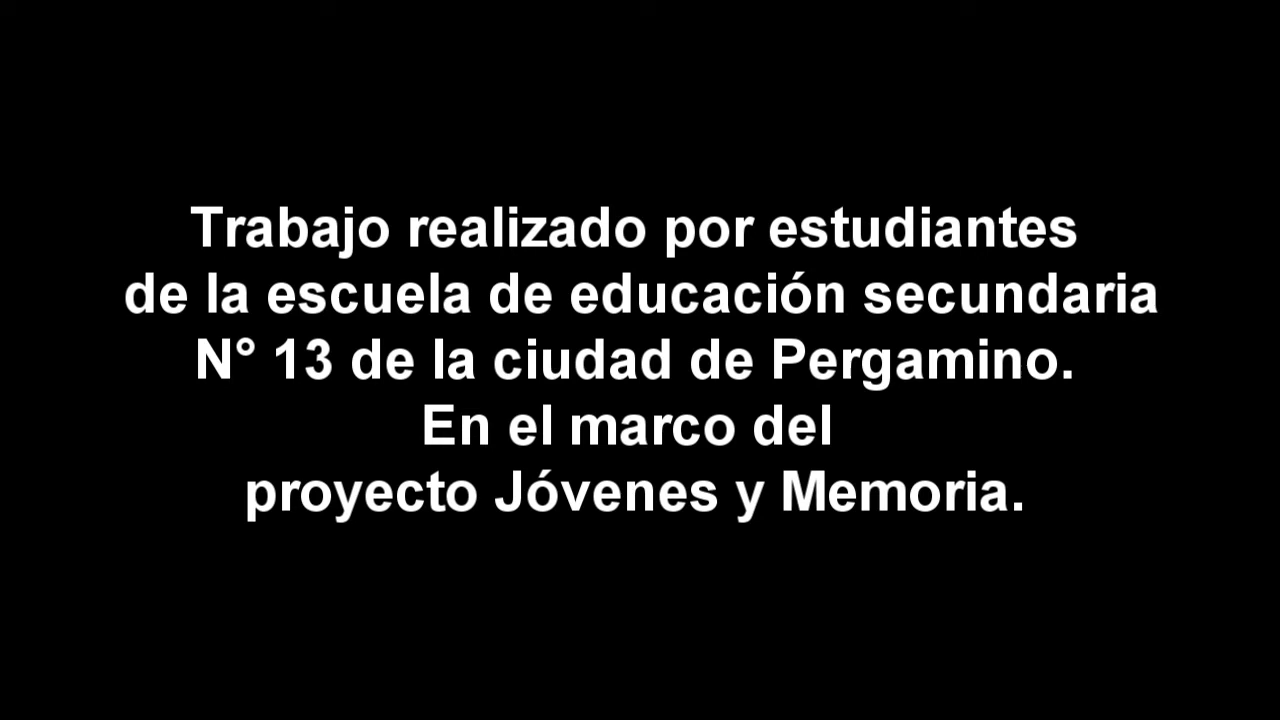 Trabajo realizado por estudiantes
de la escuela de educación secundaria
N° 13 de la ciudad de Pergamino.
En el marco del
proyecto Jóvenes y Memoria.